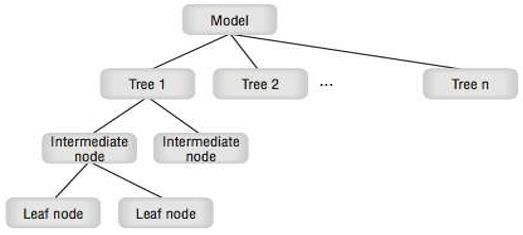 Model
Tree 1
Tree 2
...
Tree n
Intermediate
node
Intermediate
node
Leaf node
Leaf node